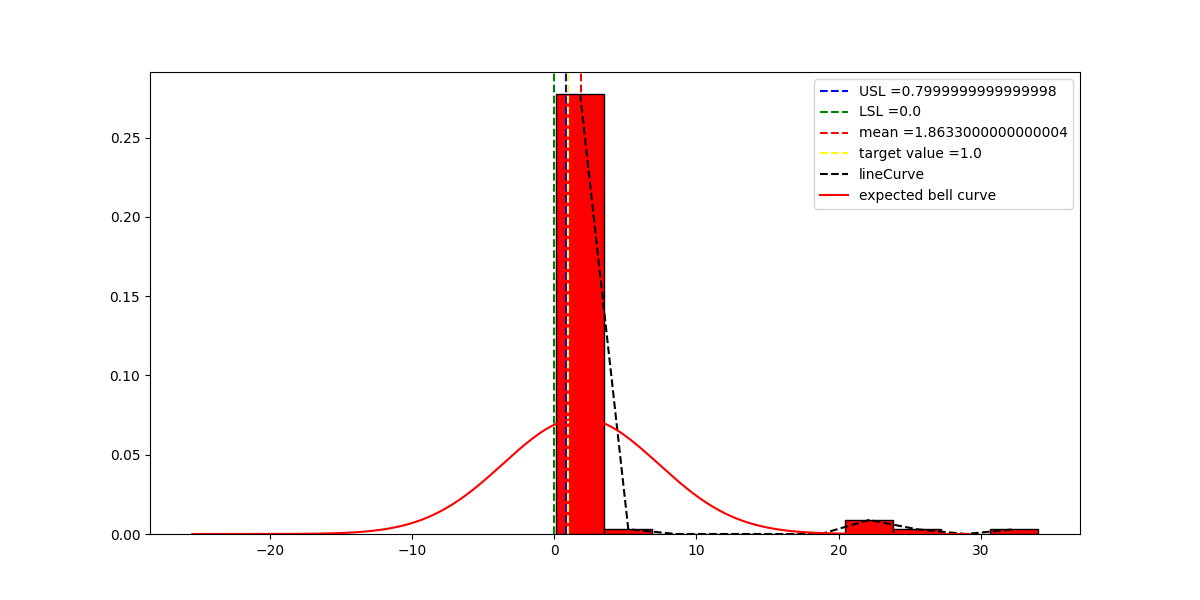 USL =0.7999999999999998
LSL =0.0
mean =1.8633000000000004
target value =1.0
lineCurve
expected bell curve
0.25
0.20
0.15
0.10
0.05
0.00
−20
−10
0
10
20
30